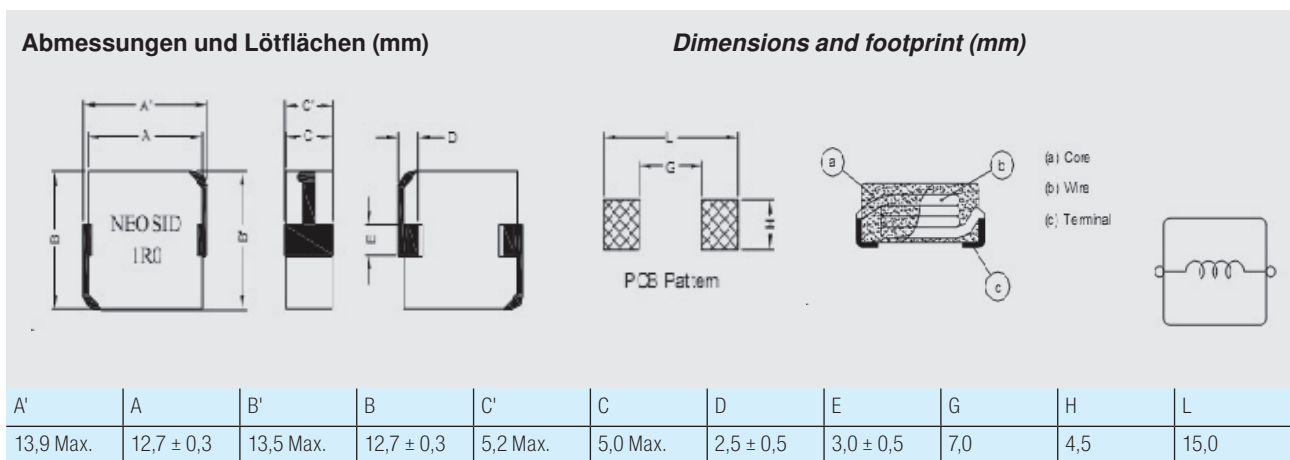 Abmessungen und Lötflächen (mm)
Dimensions and footprint (mm)
A'
A
C'
C
D
L
G
B
B'
E
H
NEO SID
1R0
PCB Pattern
a
b
c
(a) Core
(b) Wire
(c) Terminal
A' A B' B C' C D E G H L
13,9 Max. 12,7 ± 0,3 13,5 Max. 12,7 ± 0,3 5,2 Max. 5,0 Max. 2,5 ± 0,5 3,0 ± 0,5 7,0 4,5 15,0